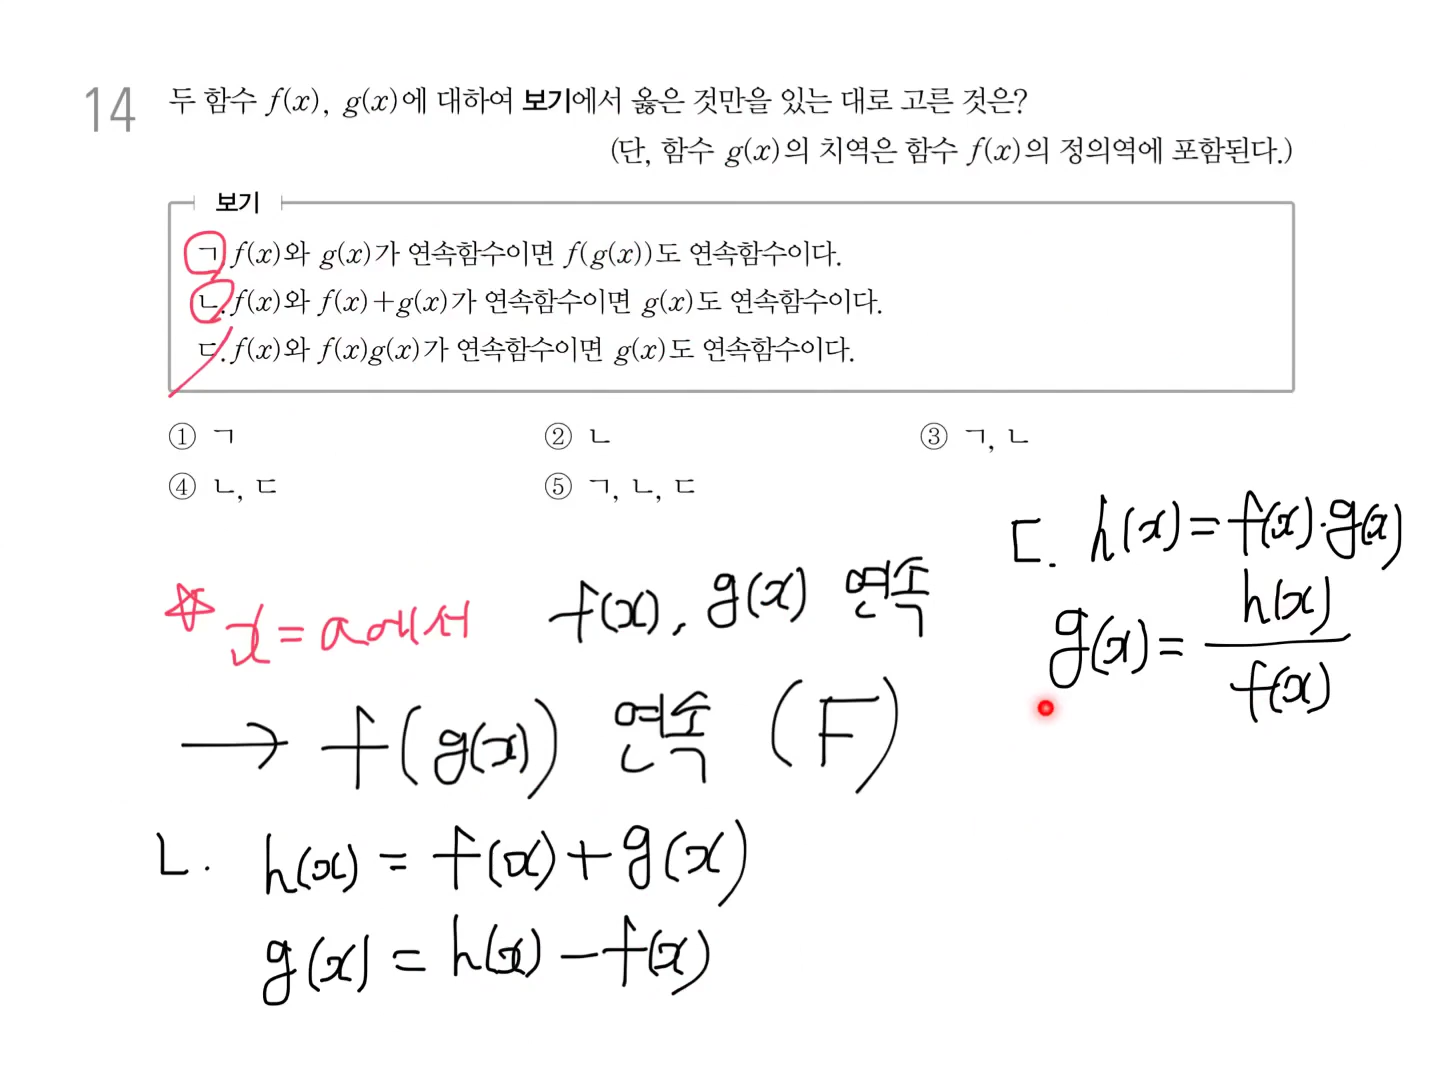 14 두 함수 f(x), g(x)에 대하여 보기에서 옳은 것만을 있는 대로 고른 것은?
(단, 함수 g(x)의 치역은 함수 f(x)의 정의역에 포함된다.)
보기
ㄱ f(x)와 g(x)가 연속함수이면 f(g(x))도 연속함수이다.
ㄴ. f(x)와 f(x)+g(x)가 연속함수이면 g(x)도 연속함수이다.
ㄷ. f(x)와 f(x)g(x)가 연속함수이면 g(x)도 연속함수이다.
① ㄱ ② ㄴ ③ ㄱ, ㄴ
④ ㄴ, ㄷ ⑤ ㄱ, ㄴ, ㄷ
☆ x=a에서 f(x), g(x) 연속
→ f(g(x)) 연속 (F)
ㄴ. h(x) = f(x)+g(x)
g(x) = h(x) − f(x)
ㄷ. h(x) = f(x)·g(x)
g(x) = h(x)/f(x)